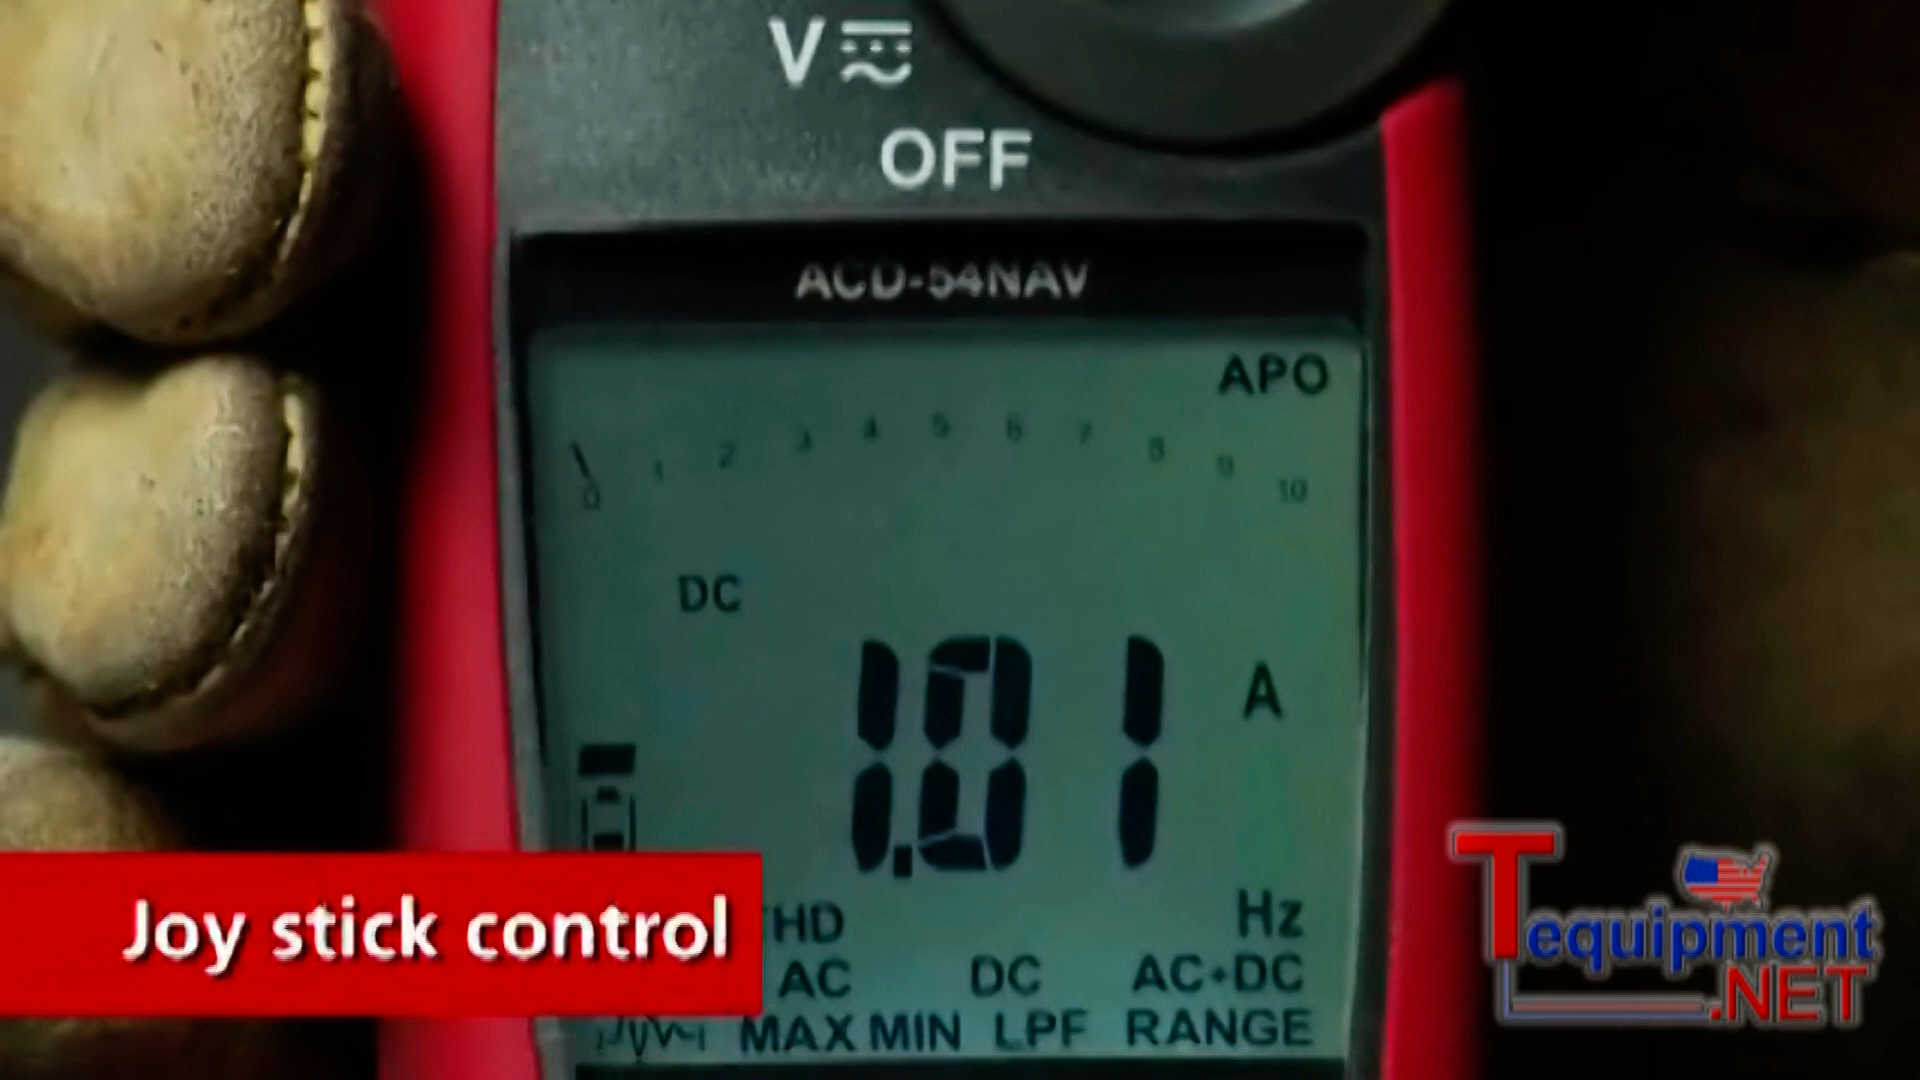 V
OFF
ACD-54NAV
APO
0 1 2 3 4 5 6 7 8 9 10
DC
1.01 A
THD Hz
AC DC AC+DC
MAX MIN LPF RANGE
Joy stick control
Tequipment
.NET